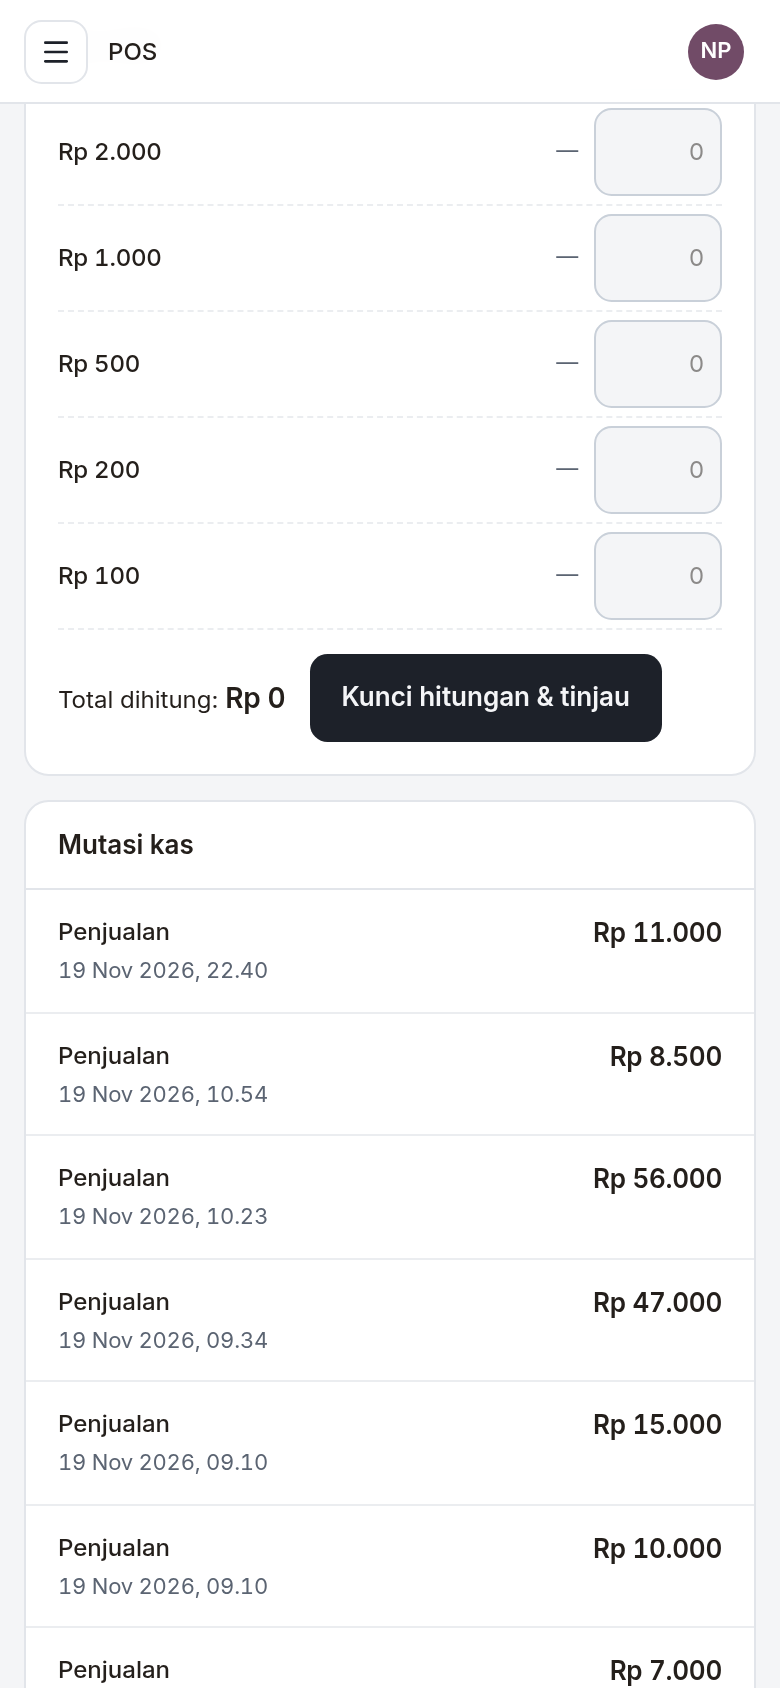 POS
NP
Rp 2.000 — 0
Rp 1.000 — 0
Rp 500 — 0
Rp 200 — 0
Rp 100 — 0
Total dihitung: Rp 0 Kunci hitungan & tinjau
Mutasi kas
Penjualan Rp 11.000
19 Nov 2026, 22.40
Penjualan Rp 8.500
19 Nov 2026, 10.54
Penjualan Rp 56.000
19 Nov 2026, 10.23
Penjualan Rp 47.000
19 Nov 2026, 09.34
Penjualan Rp 15.000
19 Nov 2026, 09.10
Penjualan Rp 10.000
19 Nov 2026, 09.10
Penjualan Rp 7.000